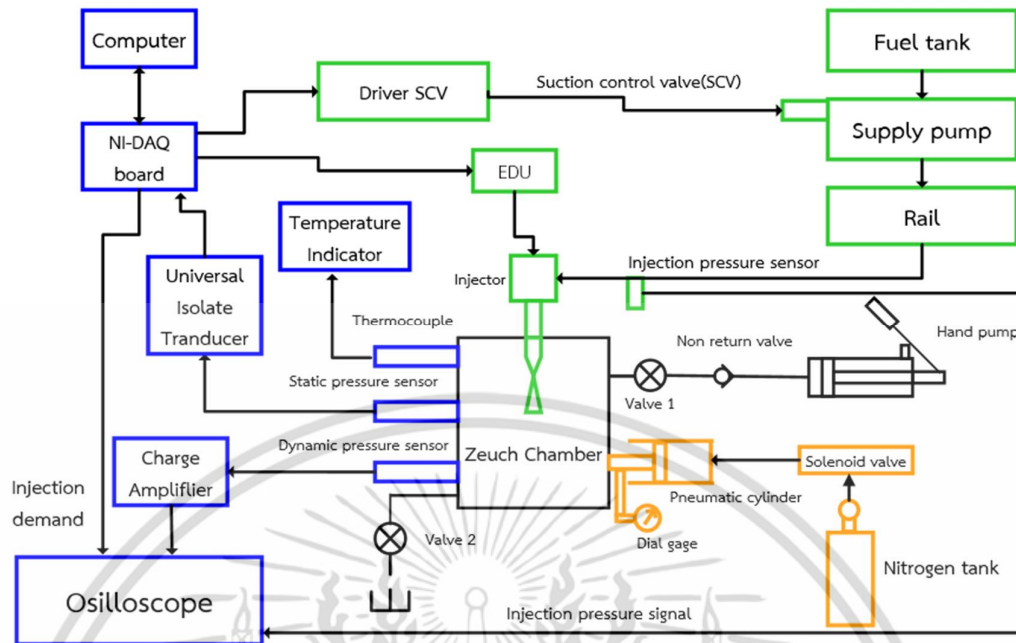 Computer
Fuel tank
Suction control valve(SCV)
Driver SCV
NI-DAQ
board
Supply pump
EDU
Rail
Temperature
Indicator
Universal
Isolate
Tranducer
Injection pressure sensor
Injector
Thermocouple
Non return valve
Hand pump
Static pressure sensor
Valve 1
Dynamic pressure sensor
Zeuch Chamber
Charge
Ampliflier
Solenoid valve
Pneumatic cylinder
Injection
demand
Valve 2
Dial gage
Nitrogen tank
Osilloscope
Injection pressure signal